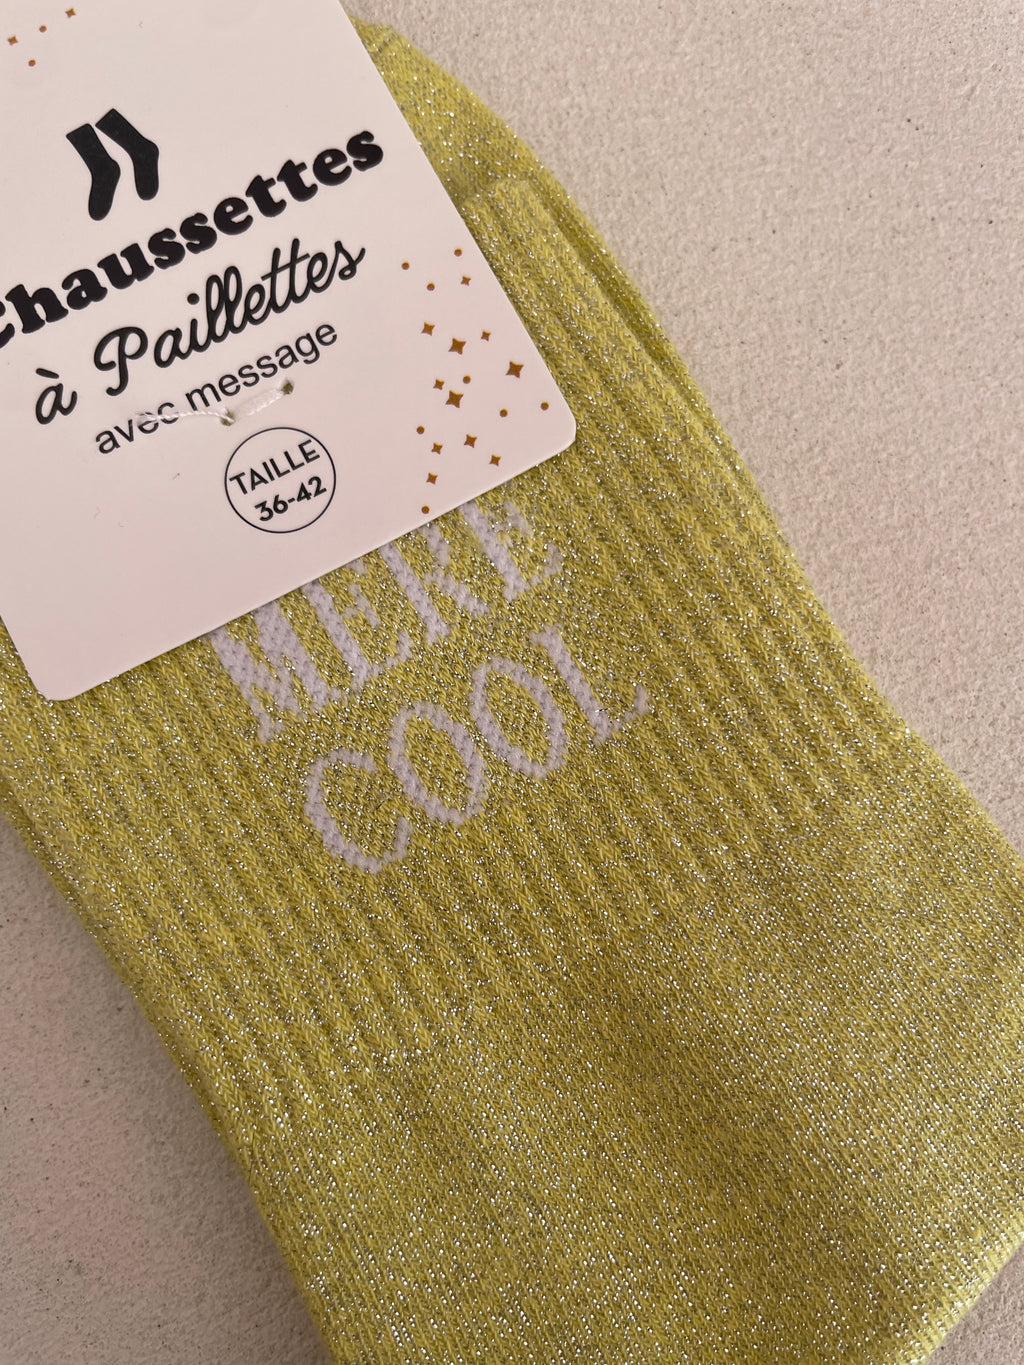 Chaussettes
à Paillettes
avec message
TAILLE
36-42
MERE
COOL